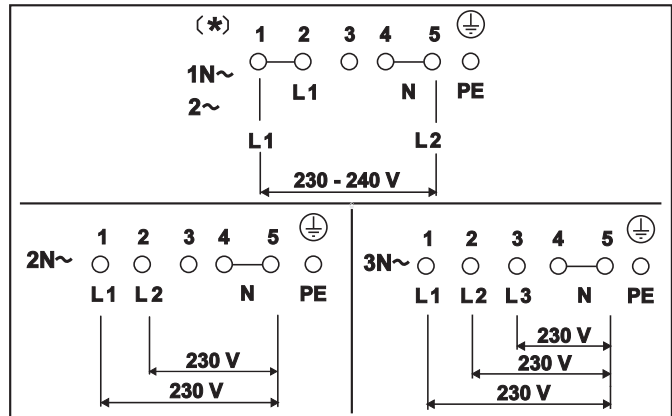 (*) 1 2 3 4 5
1N~
L1 N PE
2~
L1 L2
230 - 240 V
1 2 3 4 5
2N~
L1 L2 N PE
230 V
230 V
1 2 3 4 5
3N~
L1 L2 L3 N PE
230 V
230 V
230 V